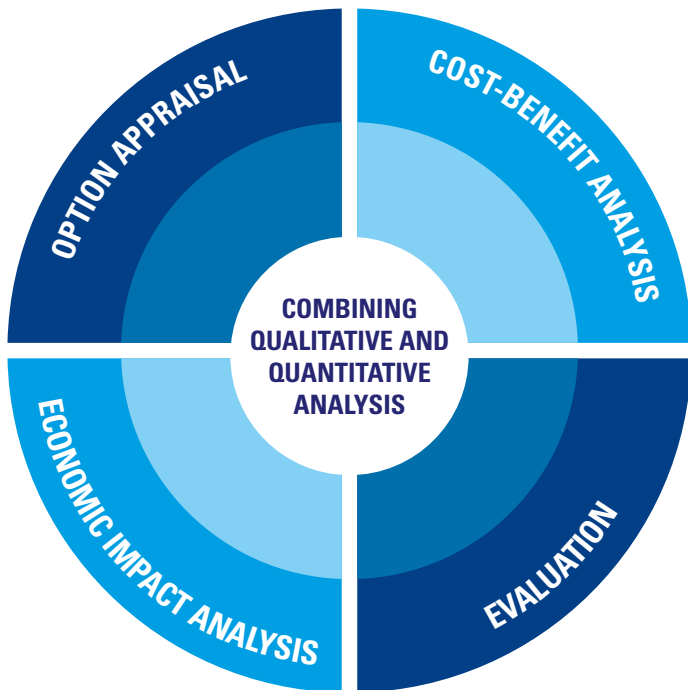 OPTION APPRAISAL
COST-BENEFIT ANALYSIS
COMBINING
QUALITATIVE AND
QUANTITATIVE
ANALYSIS
ECONOMIC IMPACT ANALYSIS
EVALUATION